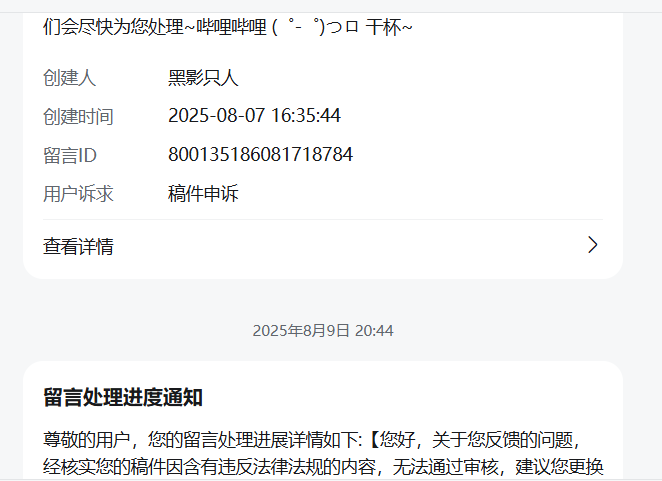 们会尽快为您处理~哔哩哔哩 (゜-゜)つロ 干杯~
创建人 黑影只人
创建时间 2025-08-07 16:35:44
留言ID 800135186081718784
用户诉求 稿件申诉
查看详情
2025年8月9日 20:44
留言处理进度通知
尊敬的用户，您的留言处理进展详情如下:【您好，关于您反馈的问题，
经核实您的稿件因含有违反法律法规的内容，无法通过审核，建议您更换